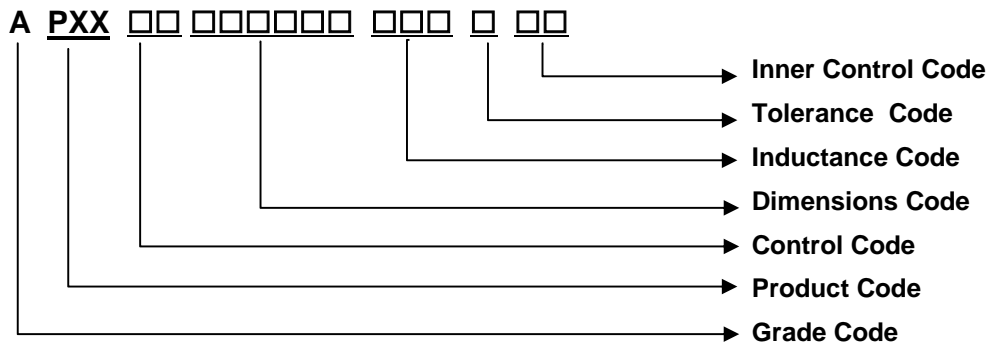 A PXX □□ □□□□□□ □□□ □ □□
Inner Control Code
Tolerance Code
Inductance Code
Dimensions Code
Control Code
Product Code
Grade Code